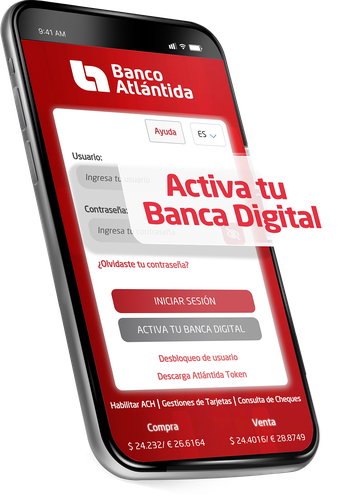 9:41 AM
Banco
Atlántida
Ayuda
ES
Usuario:
Ingresa tu usuario
Activa tu
Banca Digital
Contraseña:
Ingresa tu
¿Olvidaste tu contraseña?
INICIAR SESIÓN
ACTIVA TU BANCA DIGITAL
Desbloqueo de usuario
Descarga Atlántida Token
Habilitar ACH | Gestiones de Tarjetas | Consulta de Cheques
Compra Venta
$ 24.232/ € 26.6164 $ 24.4016/ € 28.8749